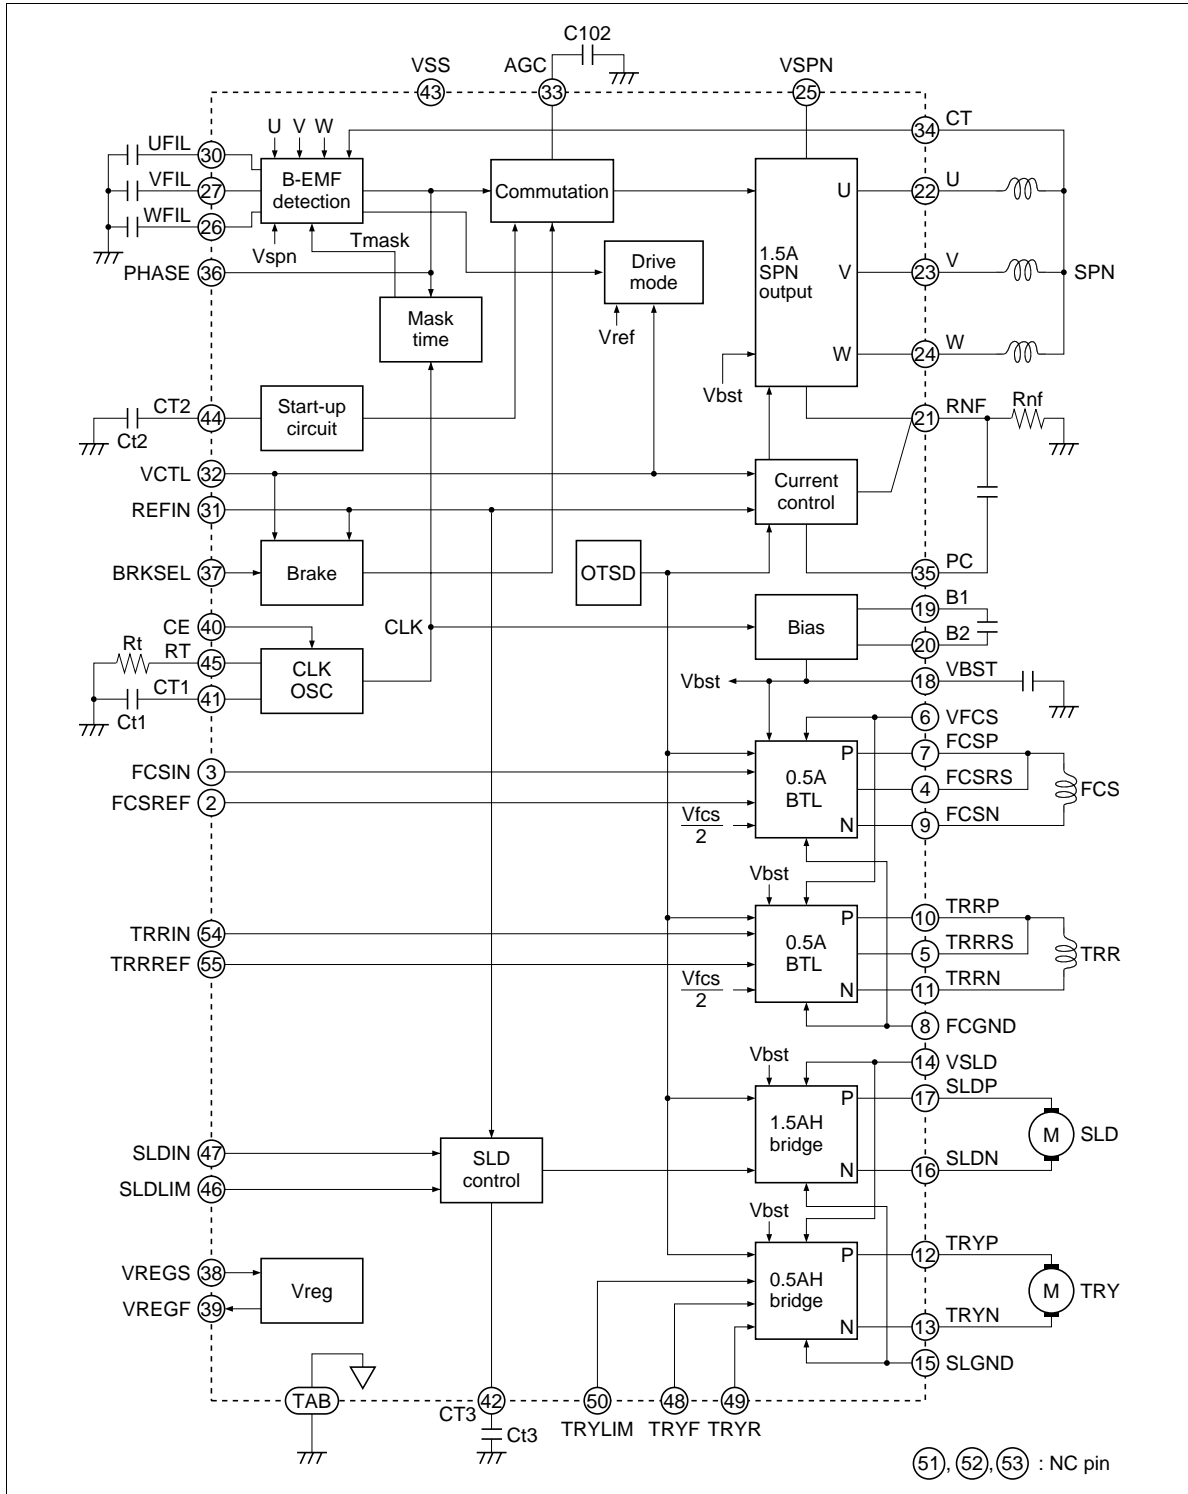 C102
VSS
AGC
VSPN
43
33
25
U V W
34 CT
UFIL 30
VFIL 27
WFIL 26
B-EMF
detection
Commutation
U
22 U
Vspn
Tmask
PHASE 36
Drive
mode
1.5A
SPN
output
V
23 V
SPN
Mask
time
Vref
W
24 W
Vbst
CT2 44
Ct2
Start-up
circuit
21 RNF
Rnf
VCTL 32
REFIN 31
Current
control
BRKSEL 37
Brake
OTSD
35 PC
19 B1
CE 40
CLK
Bias
20 B2
Rt
RT 45
CLK
OSC
CT1 41
Ct1
Vbst
18 VBST
6 VFCS
P
7 FCSP
FCSIN 3
0.5A
BTL
4 FCSRS
FCS
FCSREF 2
Vfcs
2
N
9 FCSN
Vbst
P
10 TRRP
TRRIN 54
0.5A
BTL
5 TRRRS
TRR
TRRREF 55
Vfcs
2
N
11 TRRN
8 FCGND
Vbst
14 VSLD
P
17 SLDP
1.5AH
bridge
M SLD
SLDIN 47
SLD
control
N
16 SLDN
SLDLIM 46
Vbst
P
12 TRYP
VREGS 38
Vreg
0.5AH
bridge
M TRY
VREGF 39
N
13 TRYN
15 SLGND
TAB
42
CT3
Ct3
50
TRYLIM
48
TRYF
49
TRYR
51, 52, 53 : NC pin